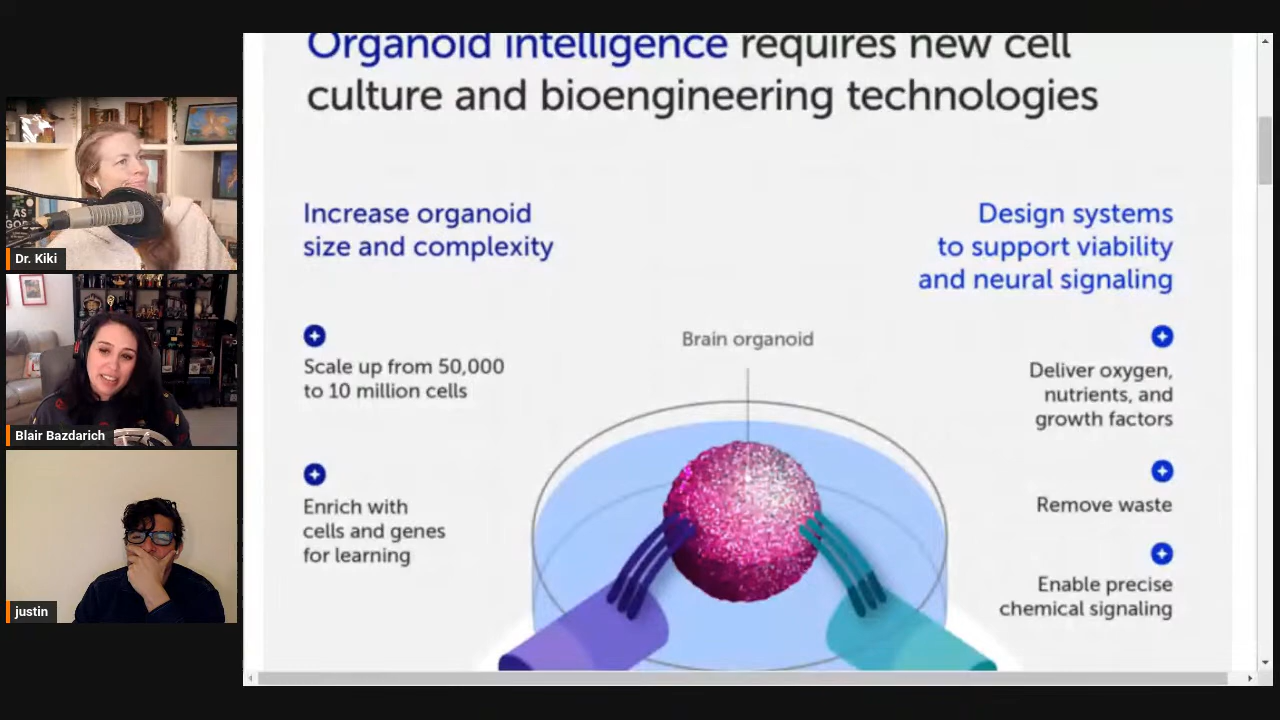 Organoid intelligence requires new cell
culture and bioengineering technologies
Increase organoid
size and complexity
Scale up from 50,000
to 10 million cells
Enrich with
cells and genes
for learning
Brain organoid
Design systems
to support viability
and neural signaling
Deliver oxygen,
nutrients, and
growth factors
Remove waste
Enable precise
chemical signaling
AS
GOD
Dr. Kiki
Blair Bazdarich
justin